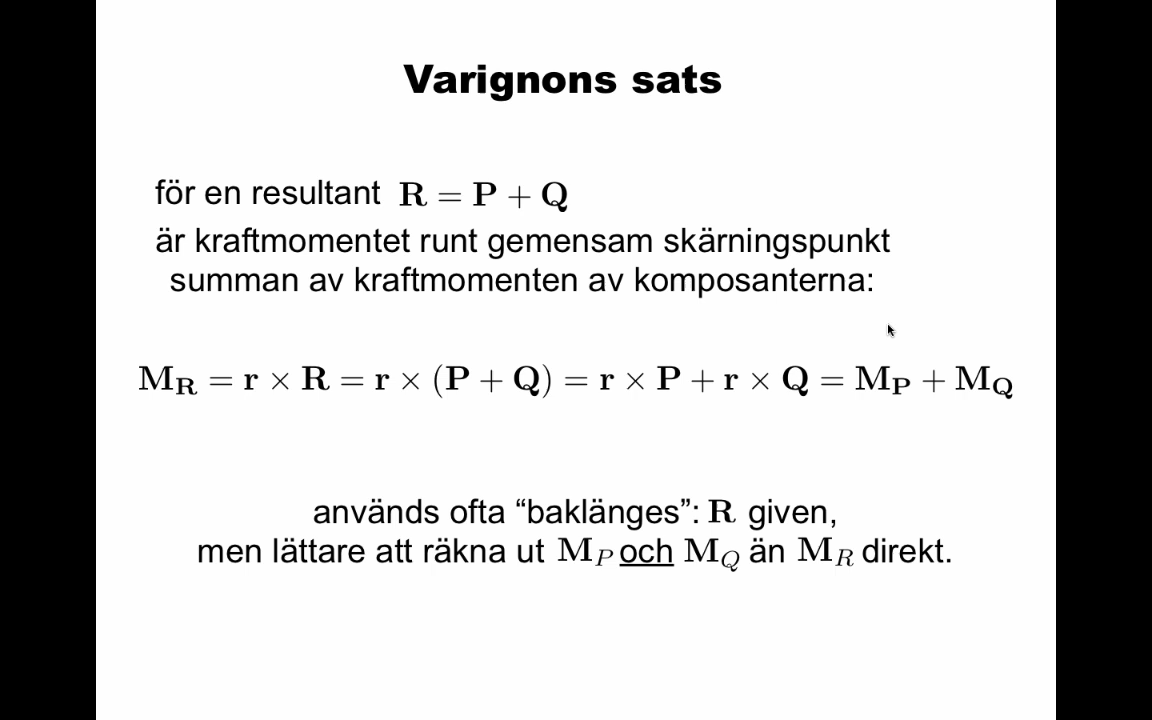 Varignons sats
för en resultant R = P + Q
är kraftmomentet runt gemensam skärningspunkt
summan av kraftmomenten av komposanterna:
M_R = r × R = r × (P + Q) = r × P + r × Q = M_P + M_Q
används ofta “baklänges”: R given,
men lättare att räkna ut M_P och M_Q än M_R direkt.